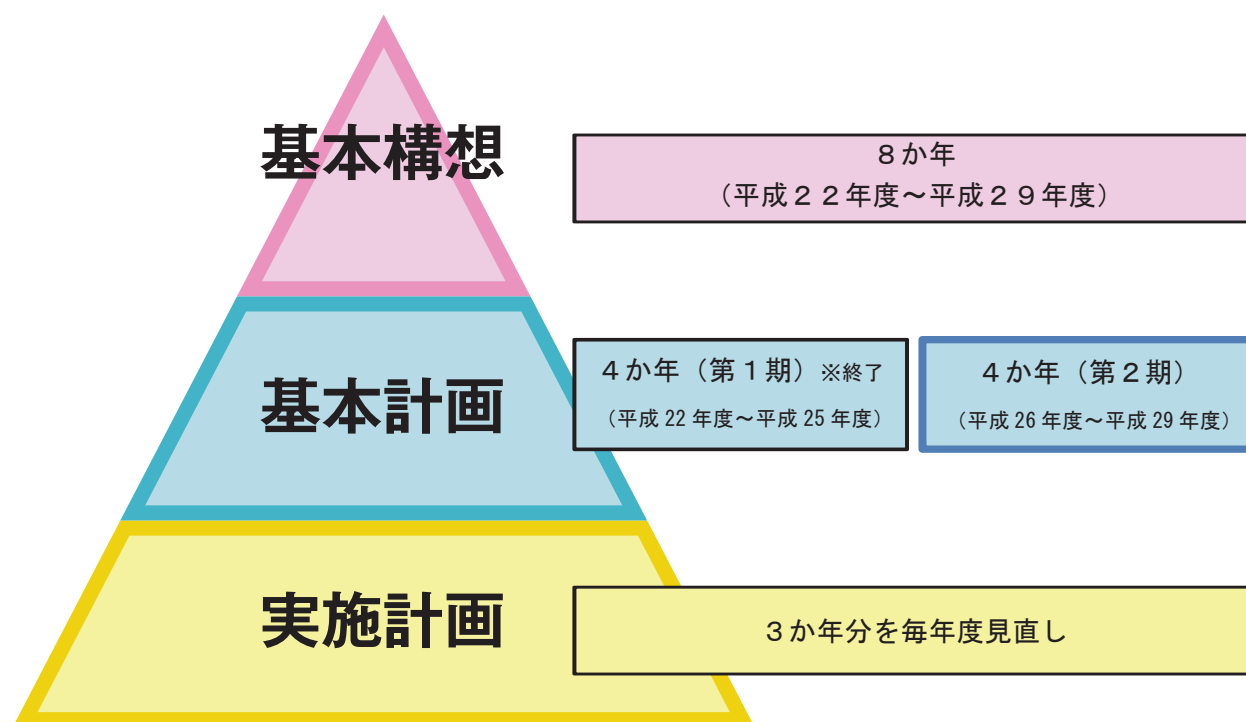 基本構想
８か年
（平成２２年度～平成２９年度）
基本計画
４か年（第１期）※終了
（平成 22 年度～平成 25 年度）
４か年（第２期）
（平成 26 年度～平成 29 年度）
実施計画
３か年分を毎年度見直し